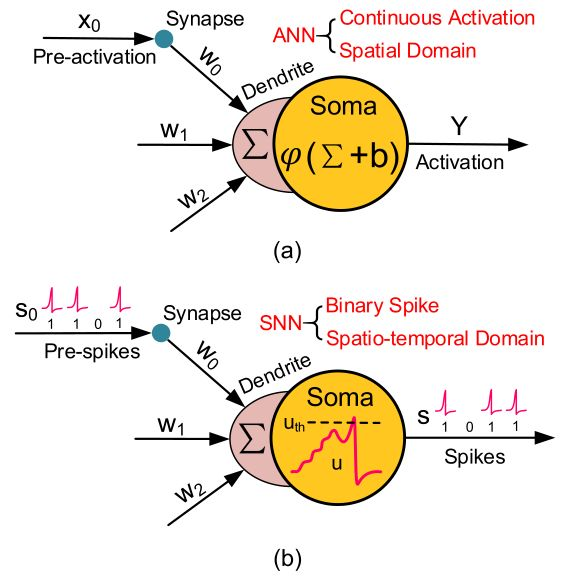 x₀
Synapse
Pre-activation
ANN
Continuous Activation
Spatial Domain
w₀
Dendrite
Soma
w₁
Σ
φ(Σ+b)
Y
Activation
w₂
(a)
s₀
1 1 0 1
Synapse
Pre-spikes
SNN
Binary Spike
Spatio-temporal Domain
w₀
Dendrite
Soma
uth
w₁
Σ
u
s
1 0 1 1
Spikes
w₂
(b)